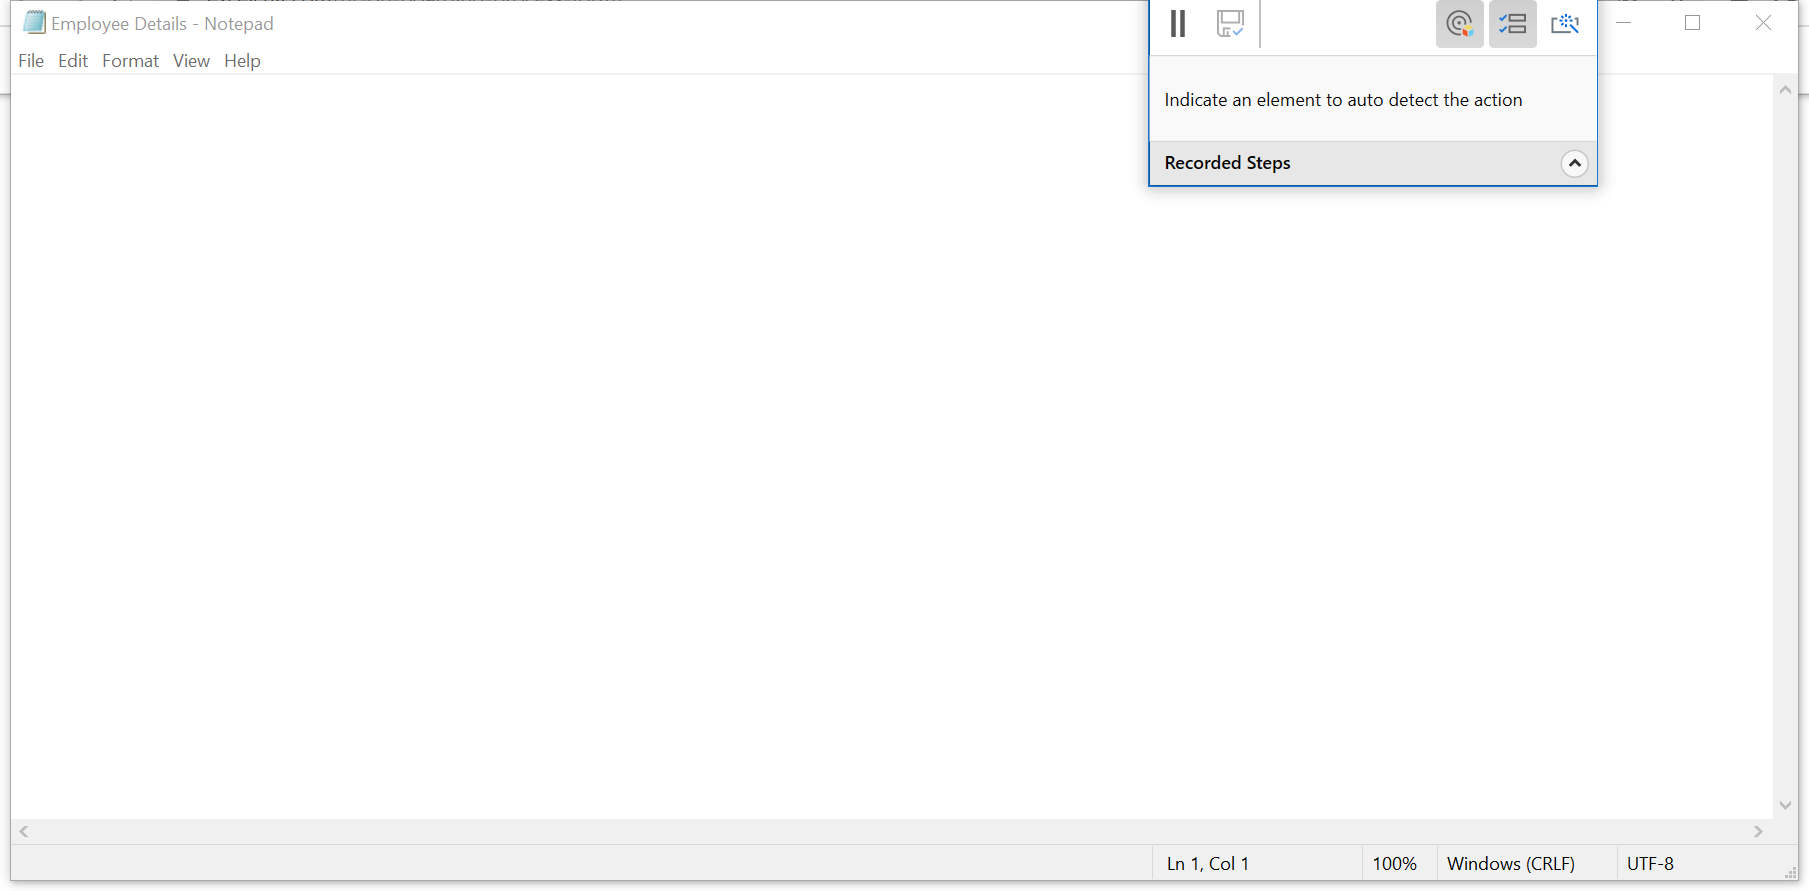 Employee Details - Notepad
File Edit Format View Help
Indicate an element to auto detect the action
Recorded Steps
Ln 1, Col 1 100% Windows (CRLF) UTF-8